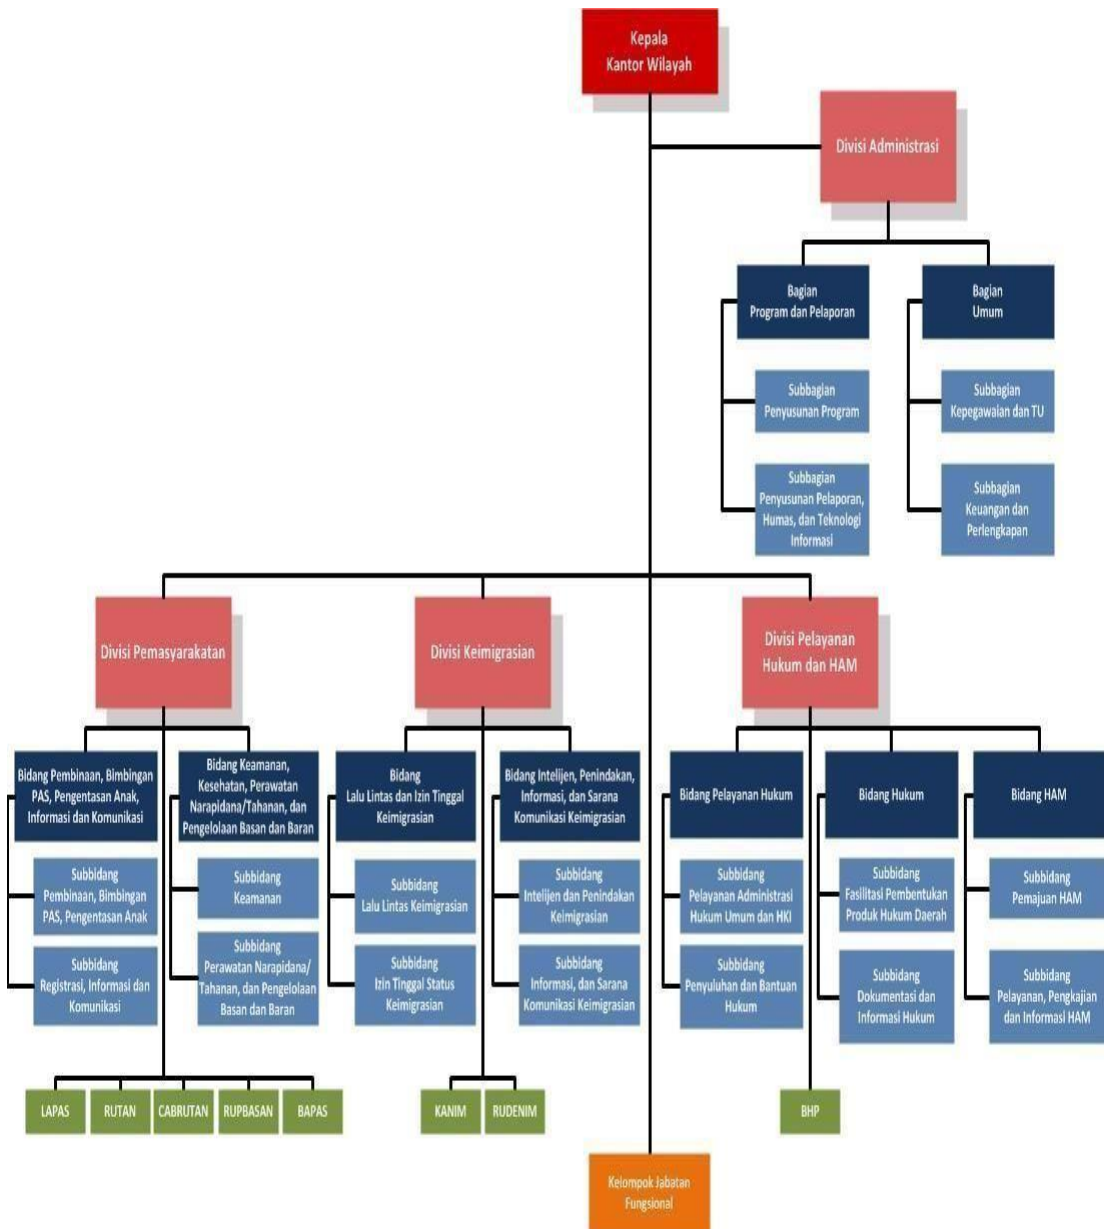 Kepala
Kantor Wilayah
Divisi Administrasi
Bagian
Program dan Pelaporan
Bagian
Umum
Subbagian
Penyusunan Program
Subbagian
Kepegawaian dan TU
Subbagian
Penyusunan Pelaporan,
Humas, dan Teknologi
Informasi
Subbagian
Keuangan dan
Perlengkapan
Divisi Pemasyarakatan
Divisi Keimigrasian
Divisi Pelayanan
Hukum dan HAM
Bidang Pembinaan, Bimbingan
PAS, Pengentasan Anak,
Informasi dan Komunikasi
Bidang Keamanan,
Kesehatan, Perawatan
Narapidana/Tahanan, dan
Pengelolaan Basan dan Baran
Bidang
Lalu Lintas dan Izin Tinggal
Keimigrasian
Bidang Intelijen, Penindakan,
Informasi, dan Sarana
Komunikasi Keimigrasian
Bidang Pelayanan Hukum
Bidang Hukum
Bidang HAM
Subbidang
Pembinaan, Bimbingan
PAS, Pengentasan Anak
Subbidang
Keamanan
Subbidang
Lalu Lintas Keimigrasian
Subbidang
Intelijen dan Penindakan
Keimigrasian
Subbidang
Pelayanan Administrasi
Hukum Umum dan HKI
Subbidang
Fasilitasi Pembentukan
Produk Hukum Daerah
Subbidang
Pemajuan HAM
Subbidang
Registrasi, Informasi dan
Komunikasi
Subbidang
Perawatan Narapidana/
Tahanan, dan Pengelolaan
Basan dan Baran
Subbidang
Izin Tinggal Status
Keimigrasian
Subbidang
Informasi, dan Sarana
Komunikasi Keimigrasian
Subbidang
Penyuluhan dan Bantuan
Hukum
Subbidang
Dokumentasi dan
Informasi Hukum
Subbidang
Pelayanan, Pengkajian
dan Informasi HAM
LAPAS
RUTAN
CABRUTAN
RUPBASAN
BAPAS
KANIM
RUDENIM
BHP
Kelompok Jabatan
Fungsional